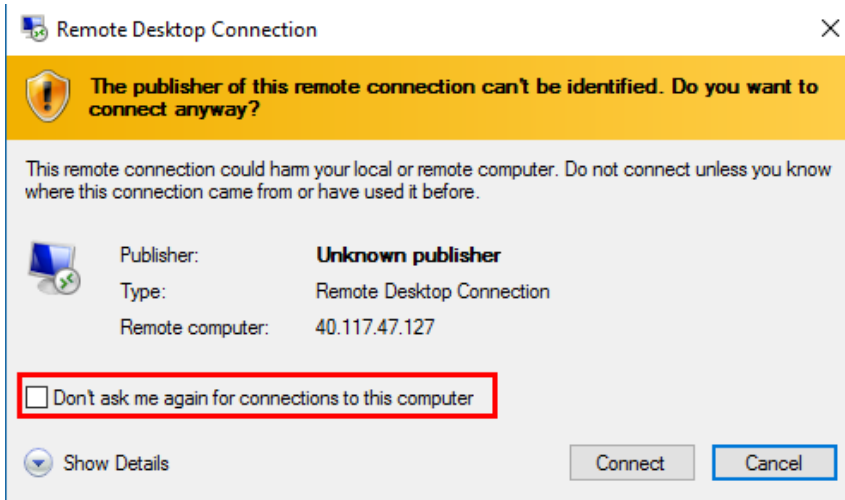 Remote Desktop Connection
The publisher of this remote connection can't be identified. Do you want to
connect anyway?
This remote connection could harm your local or remote computer. Do not connect unless you know
where this connection came from or have used it before.
Publisher: Unknown publisher
Type: Remote Desktop Connection
Remote computer: 40.117.47.127
Don't ask me again for connections to this computer
Show Details Connect Cancel